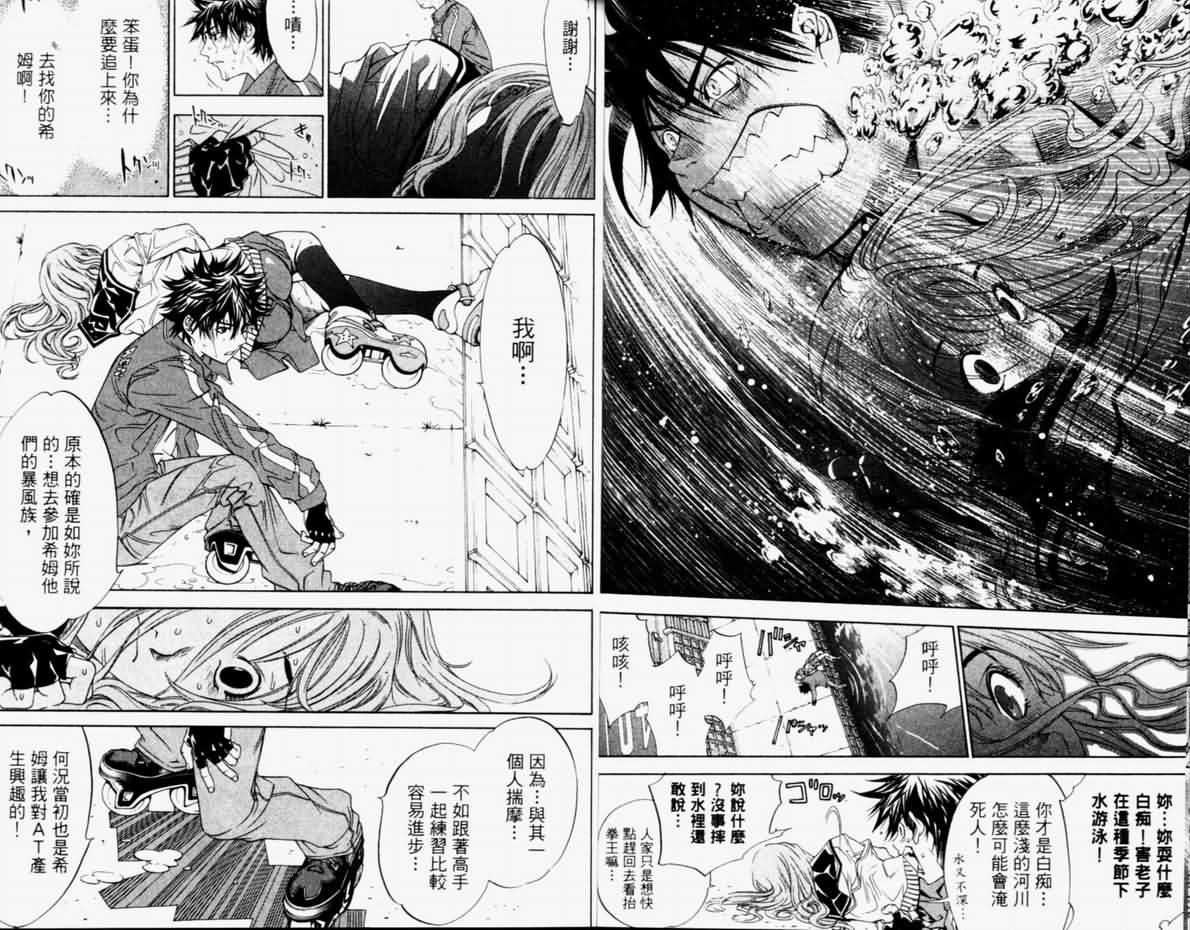 呼呼！
呼呼！
呼呼！
咳咳！
妳…妳耍什麼
白痴！害老子
在這種季節下
水游泳！
你才是白痴…
這麼淺的河川
怎麼可能會淹
死人！
水又不深…
妳說什麼
？沒事摔
到水裡還
敢說…
人家只是想快
點趕回去看抬
拳王嘛…
謝謝…
…嘖…
笨蛋！你為什
麼要追上來…
去找你的希
姆啊！
我啊…
原本的確是如妳所說
的…想去參加希姆他
們的暴風族，
因為…與其一
個人揣摩…
不如跟著高手
一起練習比較
容易進步…
何況當初也是希
姆讓我對AT產
生興趣的！